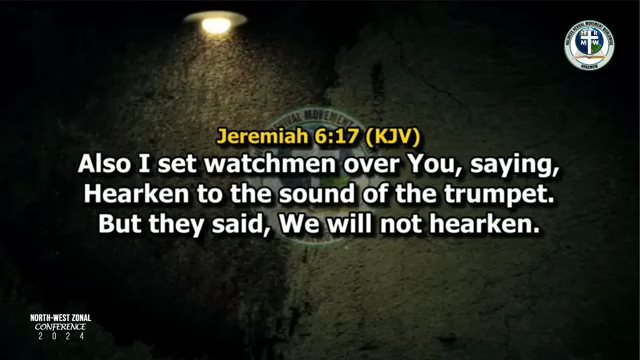 Jeremiah 6:17 (KJV)
Also I set watchmen over You, saying,
Hearken to the sound of the trumpet.
But they said, We will not hearken.
NORTH-WEST ZONAL
CONFERENCE
2024